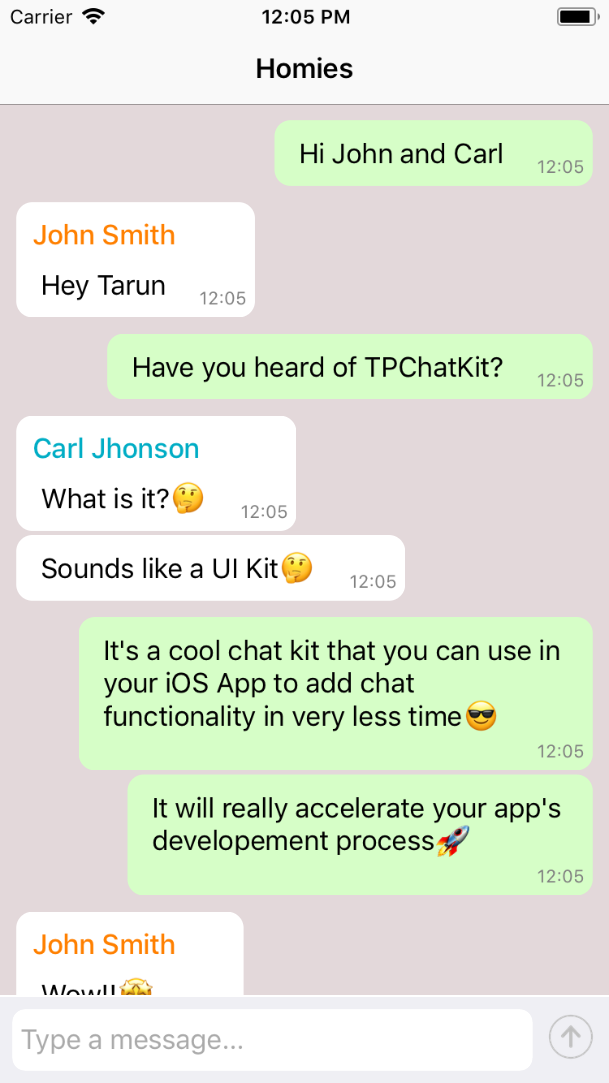 Carrier 12:05 PM
Homies
Hi John and Carl 12:05
John Smith
Hey Tarun 12:05
Have you heard of TPChatKit? 12:05
Carl Jhonson
What is it?🤔 12:05
Sounds like a UI Kit🤔 12:05
It's a cool chat kit that you can use in
your iOS App to add chat
functionality in very less time😎
12:05
It will really accelerate your app's
developement process🚀
12:05
John Smith
Wow!!🤩
Type a message...